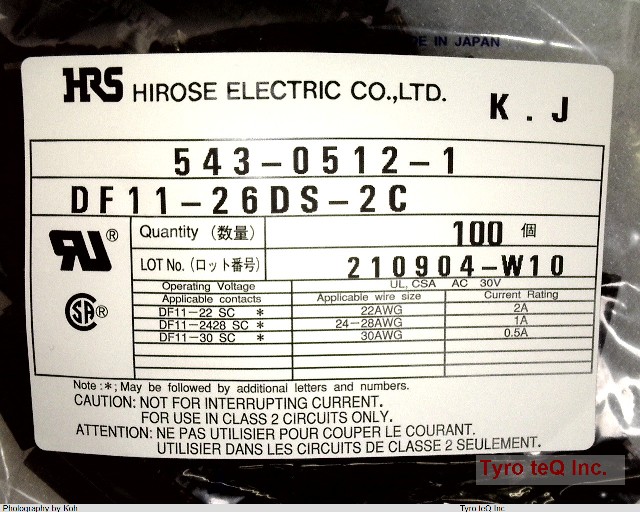 E IN JAPAN
HRS HIROSE ELECTRIC CO.,LTD.
K . J
543-0512-1
DF11-26DS-2C
Quantity (数量) 100 個
LOT No. (ロット番号) 210904-W10
Operating Voltage UL, CSA AC 30V
Applicable contacts Applicable wire size Current Rating
DF11-22 SC * 22AWG 2A
DF11-2428 SC * 24-28AWG 1A
DF11-30 SC * 30AWG 0.5A
Note :*; May be followed by additional letters and numbers.
CAUTION: NOT FOR INTERRUPTING CURRENT.
FOR USE IN CLASS 2 CIRCUITS ONLY.
ATTENTION: NE PAS UTILISER POUR COUPER LE COURANT.
UTILISER DANS LES CIRCUITS DE CLASSE 2 SEULEMENT.
Tyro teQ Inc.
Photography by Koh Tyro teQ Inc